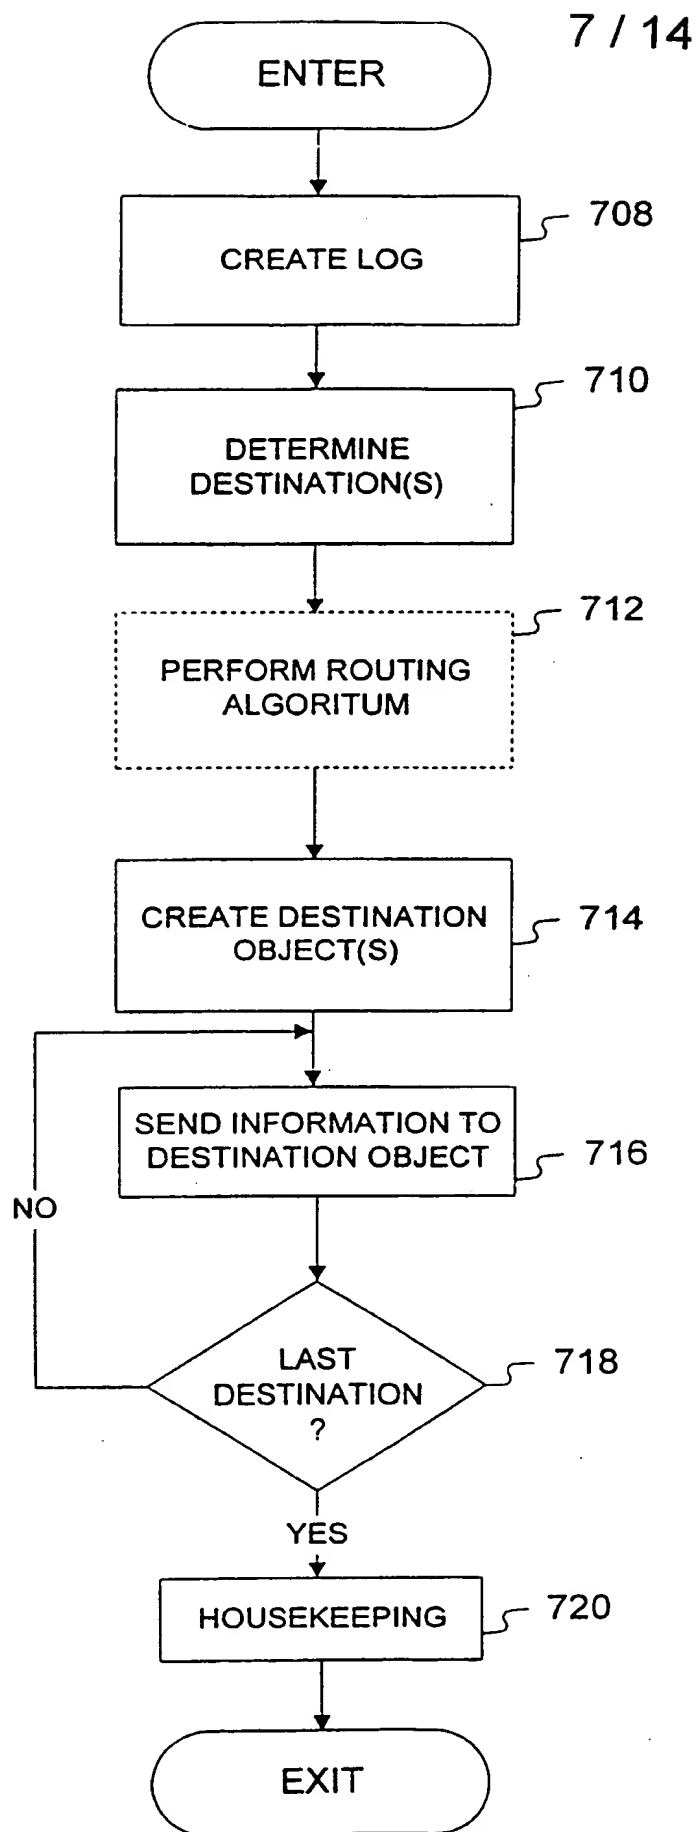 7 / 14
ENTER
CREATE LOG
708
DETERMINE
DESTINATION(S)
710
PERFORM ROUTING
ALGORITUM
712
CREATE DESTINATION
OBJECT(S)
714
SEND INFORMATION TO
DESTINATION OBJECT
716
NO
LAST
DESTINATION
?
718
YES
HOUSEKEEPING
720
EXIT